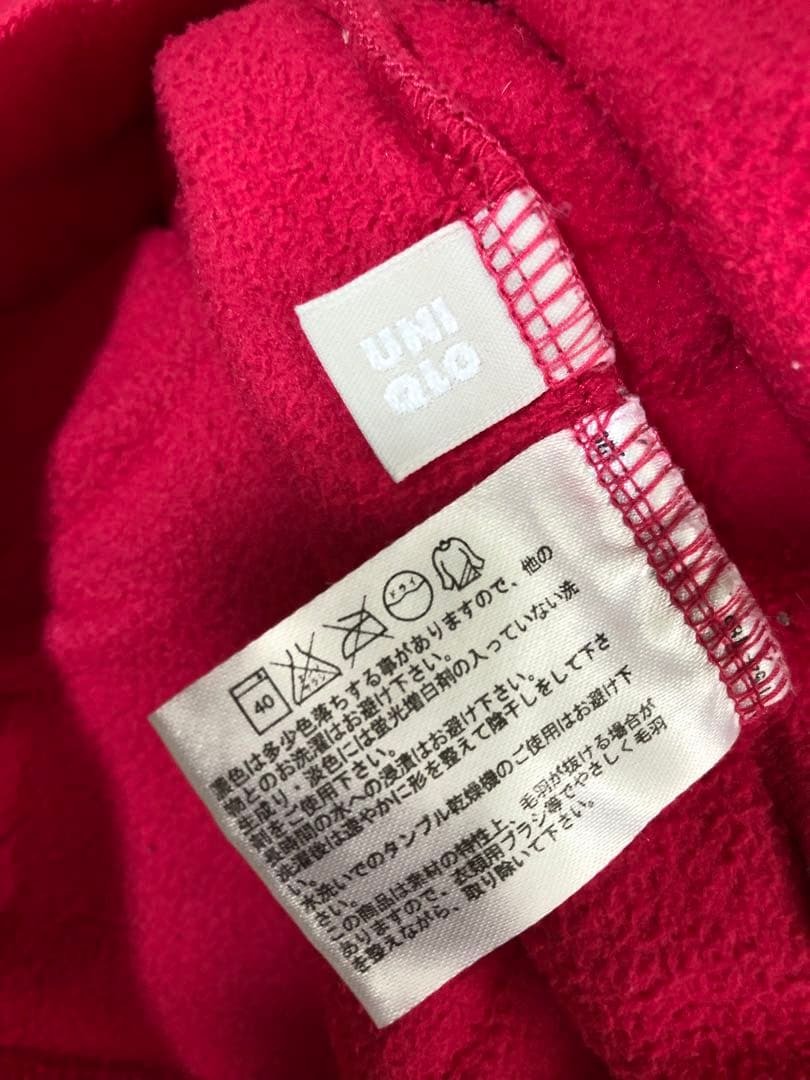 UNI
QLO
40
エンソサラシ
ドライ
濃色は多少色落ちする事がありますので、他の
物とのお洗濯はお避け下さい。
生成り・淡色には蛍光増白剤の入っていない洗
剤をご使用下さい。
長時間の水への浸漬はお避け下さい。
洗濯後は速やかに形を整えて陰干しをして下さ
い。
水洗いでのタンブル乾燥機のご使用はお避け下
さい。
この商品は素材の特性上、毛羽が抜ける場合が
ありますので、衣類用ブラシ等でやさしく毛羽
を整えながら、取り除いて下さい。